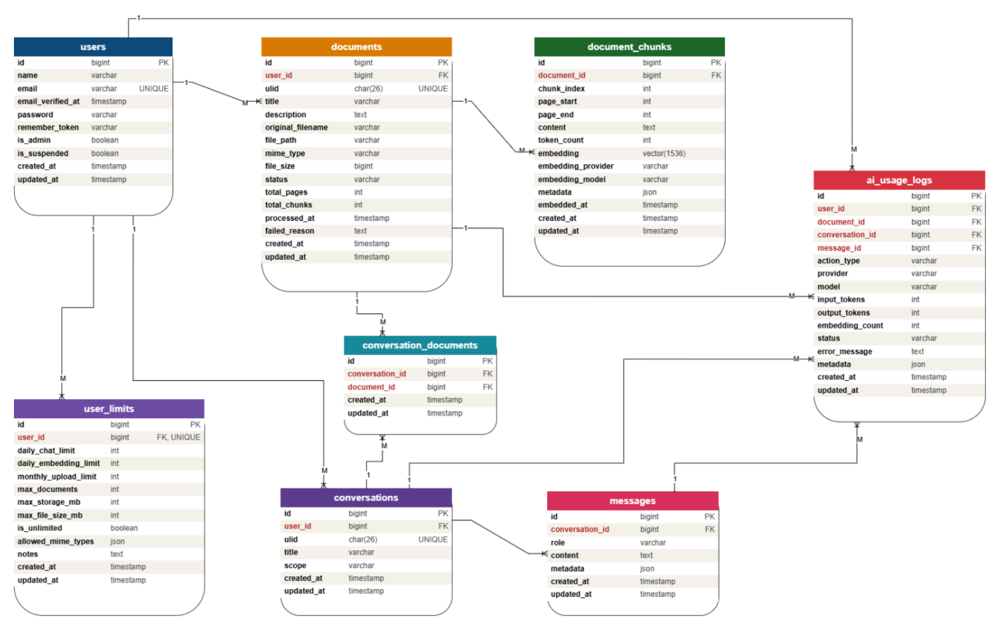 1
users
id bigint PK
name varchar
email varchar UNIQUE
email_verified_at timestamp
password varchar
remember_token varchar
is_admin boolean
is_suspended boolean
created_at timestamp
updated_at timestamp
1
M
documents
id bigint PK
user_id bigint FK
ulid char(26) UNIQUE
title varchar
description text
original_filename varchar
file_path varchar
mime_type varchar
file_size bigint
status varchar
total_pages int
total_chunks int
processed_at timestamp
failed_reason text
created_at timestamp
updated_at timestamp
1
M
document_chunks
id bigint PK
document_id bigint FK
chunk_index int
page_start int
page_end int
content text
token_count int
embedding vector(1536)
embedding_provider varchar
embedding_model varchar
metadata json
embedded_at timestamp
created_at timestamp
updated_at timestamp
M
ai_usage_logs
id bigint PK
user_id bigint FK
document_id bigint FK
conversation_id bigint FK
message_id bigint FK
action_type varchar
provider varchar
model varchar
input_tokens int
output_tokens int
embedding_count int
status varchar
error_message text
metadata json
created_at timestamp
updated_at timestamp
1
1
1
M
1
M
M
conversation_documents
id bigint PK
conversation_id bigint FK
document_id bigint FK
created_at timestamp
updated_at timestamp
M
user_limits
id bigint PK
user_id bigint FK, UNIQUE
daily_chat_limit int
daily_embedding_limit int
monthly_upload_limit int
max_documents int
max_storage_mb int
max_file_size_mb int
is_unlimited boolean
allowed_mime_types json
notes text
created_at timestamp
updated_at timestamp
M
M
M
1
1
1
conversations
id bigint PK
user_id bigint FK
ulid char(26) UNIQUE
title varchar
scope varchar
created_at timestamp
updated_at timestamp
messages
id bigint PK
conversation_id bigint FK
role varchar
content text
metadata json
created_at timestamp
updated_at timestamp